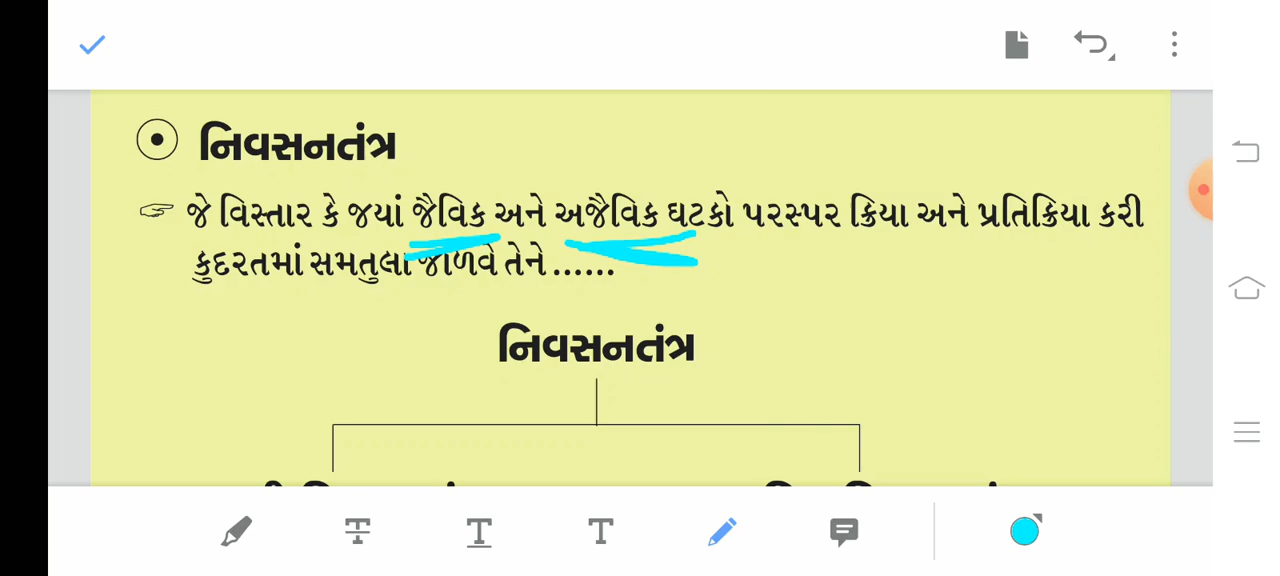 નિવસનતંત્ર
જે વિસ્તાર કે જયાં જૈવિક અને અજૈવિક ઘટકો પરસ્પર ક્રિયા અને પ્રતિક્રિયા કરી
કુદરતમાં સમતુલા જાળવે તેને ......
નિવસનતંત્ર